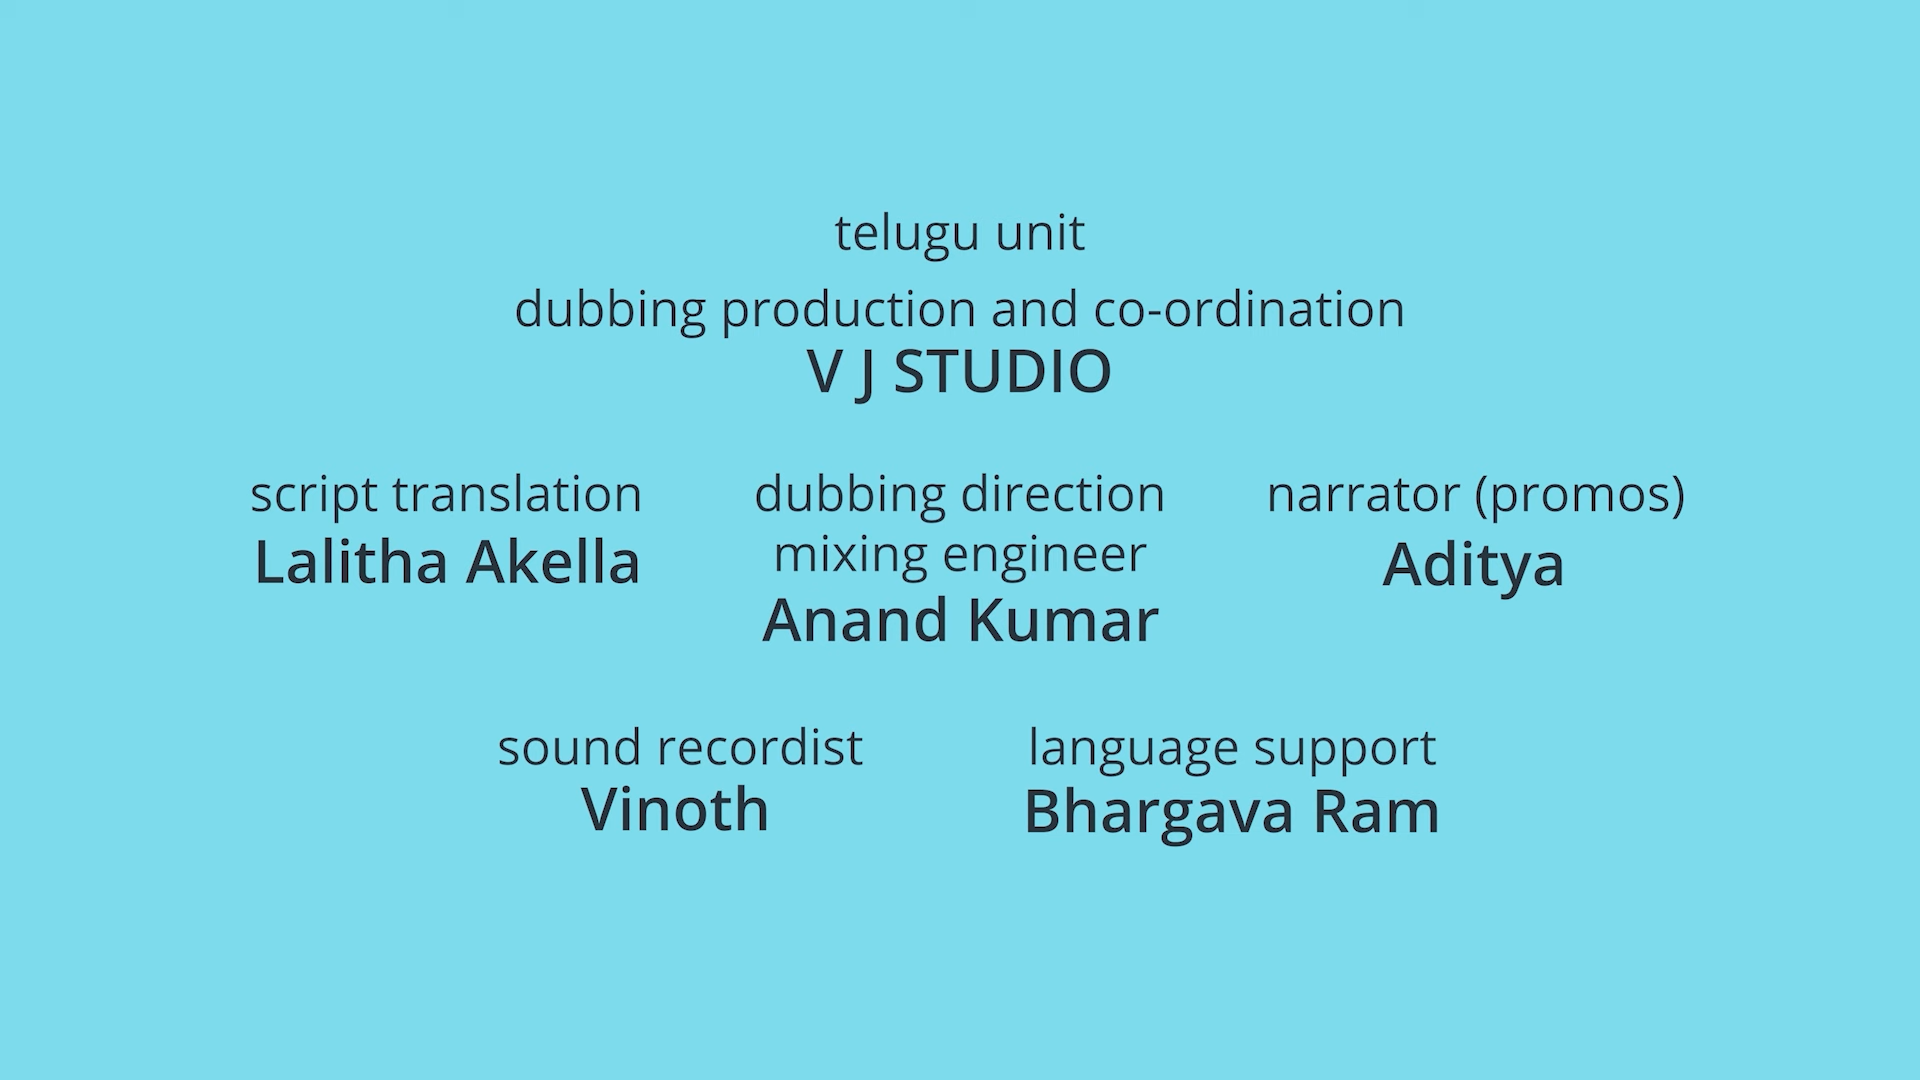 telugu unit
dubbing production and co-ordination
V J STUDIO
script translation
Lalitha Akella
dubbing direction
mixing engineer
Anand Kumar
narrator (promos)
Aditya
sound recordist
Vinoth
language support
Bhargava Ram